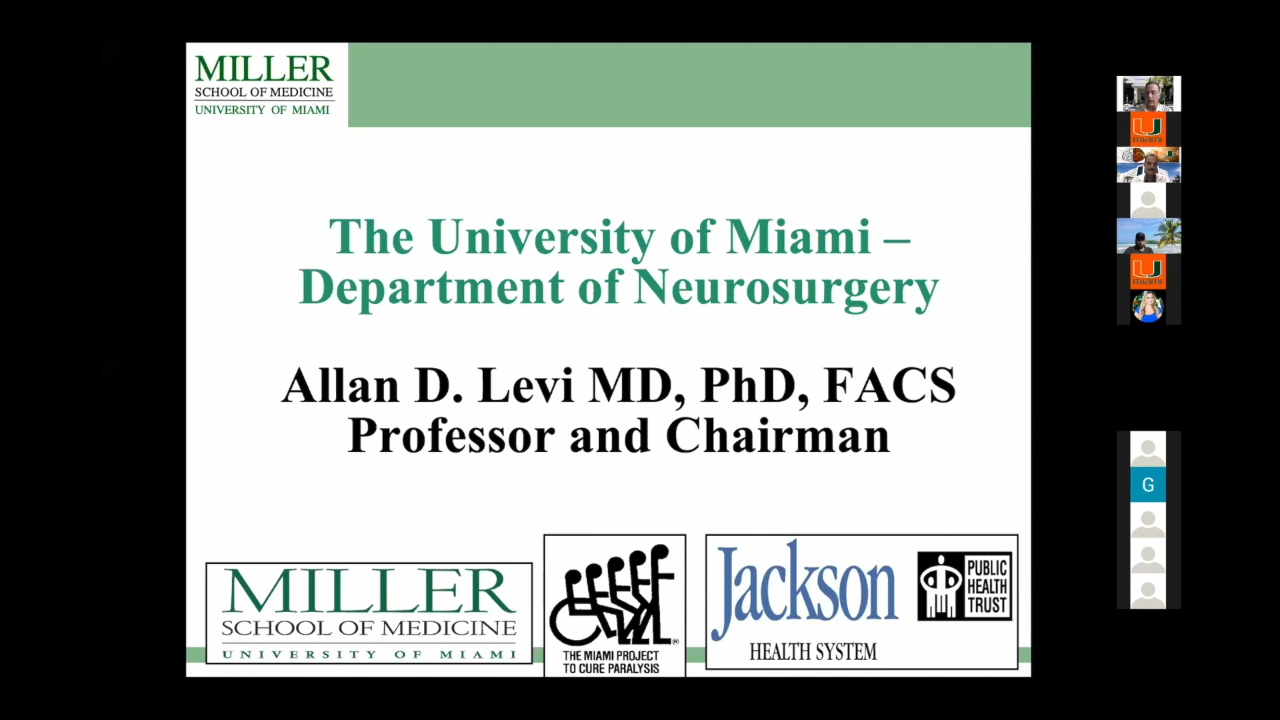 MILLER
SCHOOL OF MEDICINE
UNIVERSITY OF MIAMI
The University of Miami –
Department of Neurosurgery
Allan D. Levi MD, PhD, FACS
Professor and Chairman
MILLER
SCHOOL OF MEDICINE
UNIVERSITY OF MIAMI
THE MIAMI PROJECT
TO CURE PARALYSIS
®
Jackson
HEALTH SYSTEM
PUBLIC
HEALTH
TRUST
U
MIAMI
U
MIAMI
G